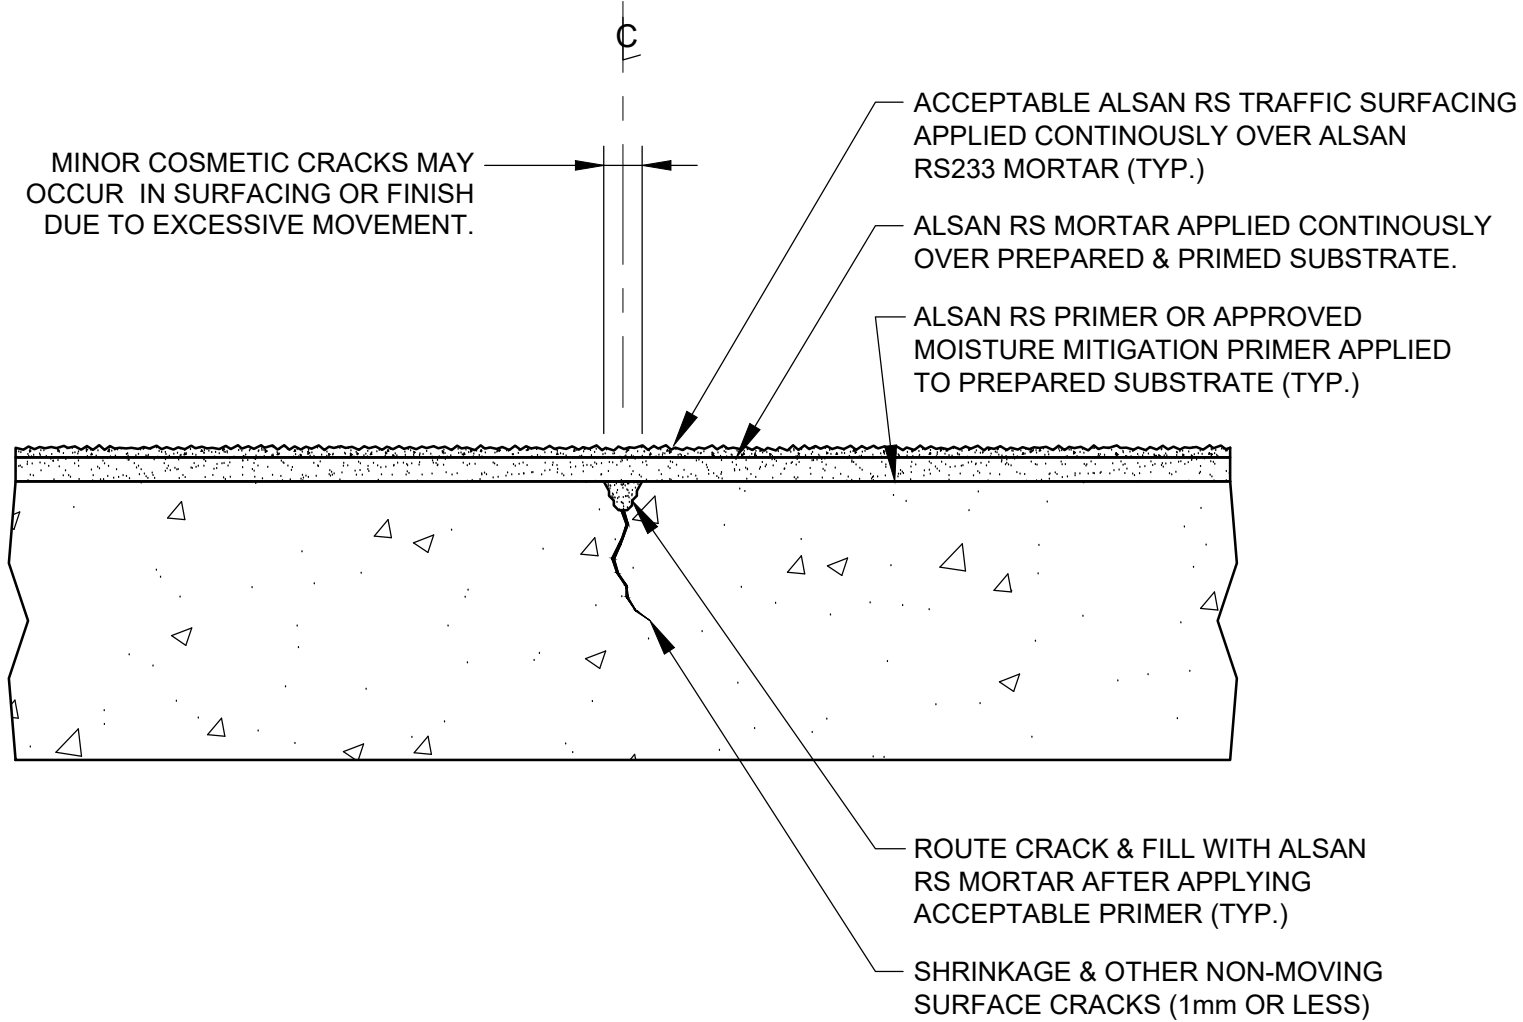 C
MINOR COSMETIC CRACKS MAY
OCCUR IN SURFACING OR FINISH
DUE TO EXCESSIVE MOVEMENT.
ACCEPTABLE ALSAN RS TRAFFIC SURFACING
APPLIED CONTINOUSLY OVER ALSAN
RS233 MORTAR (TYP.)
ALSAN RS MORTAR APPLIED CONTINOUSLY
OVER PREPARED & PRIMED SUBSTRATE.
ALSAN RS PRIMER OR APPROVED
MOISTURE MITIGATION PRIMER APPLIED
TO PREPARED SUBSTRATE (TYP.)
ROUTE CRACK & FILL WITH ALSAN
RS MORTAR AFTER APPLYING
ACCEPTABLE PRIMER (TYP.)
SHRINKAGE & OTHER NON-MOVING
SURFACE CRACKS (1mm OR LESS)